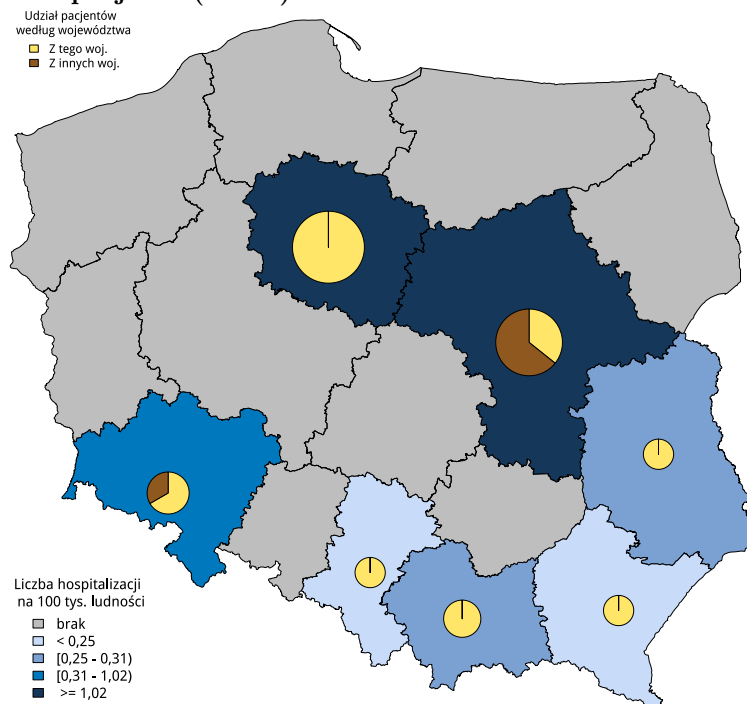 Udział pacjentów
według województwa
Z tego woj.
Z innych woj.
Liczba hospitalizacji
na 100 tys. ludności
brak
< 0,25
[0,25 - 0,31)
[0,31 - 1,02)
>= 1,02